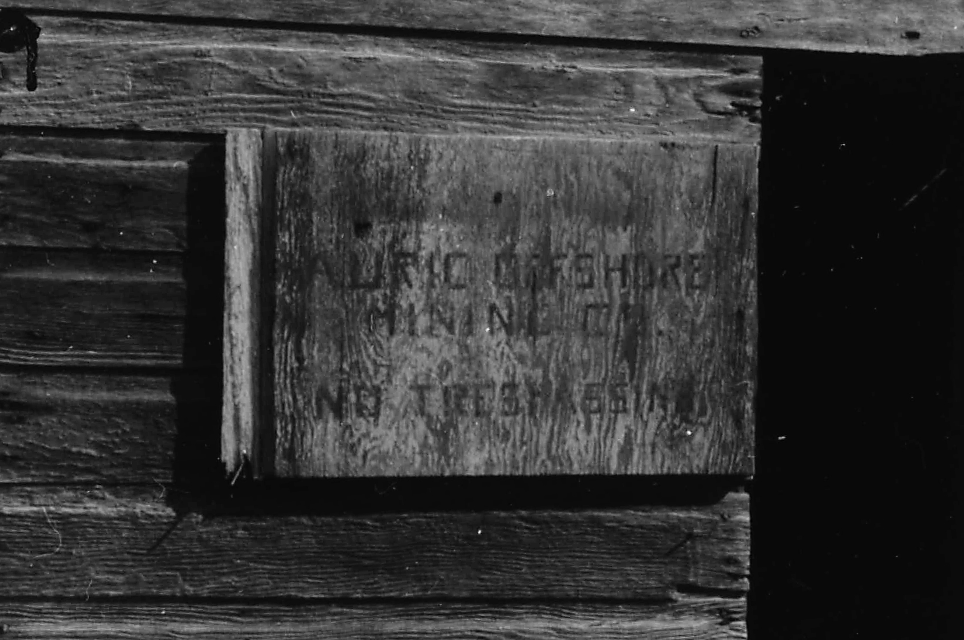 AURIC OFFSHORE
MINING CO.
NO TRESPASSING